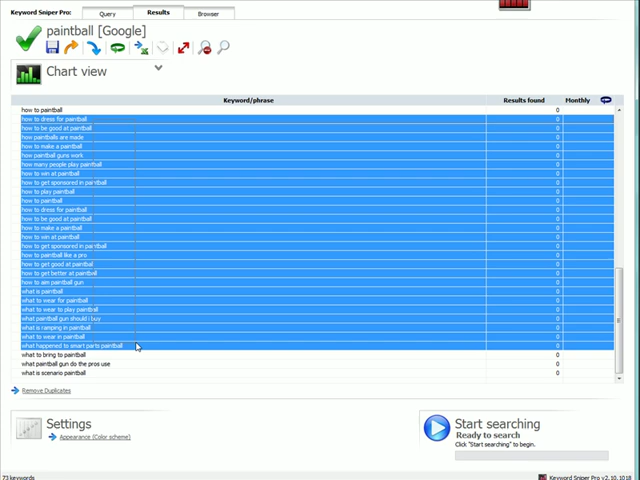 Keyword Sniper Pro:
Query
Results
Browser
paintball [Google]
Chart view
Keyword/phrase
Results found
Monthly
how to paintball 0
how to dress for paintball 0
how to be good at paintball 0
how paintballs are made 0
how to make a paintball 0
how paintball guns work 0
how many people play paintball 0
how to win at paintball 0
how to get sponsored in paintball 0
how to play paintball 0
how to paintball 0
how to dress for paintball 0
how to be good at paintball 0
how to make a paintball 0
how to win at paintball 0
how to get sponsored in paintball 0
how to paintball like a pro 0
how to get good at paintball 0
how to get better at paintball 0
how to aim paintball gun 0
what is paintball 0
what to wear for paintball 0
what to wear to play paintball 0
what paintball gun should i buy 0
what is ramping in paintball 0
what to wear in paintball 0
what happened to smart parts paintball 0
what to bring to paintball 0
what paintball gun do the pros use 0
what is scenario paintball 0
Remove Duplicates
Settings
Appearance (Color scheme)
Start searching
Ready to search
Click "Start searching" to begin.
73 keywords
Keyword Sniper Pro v2.10.1018